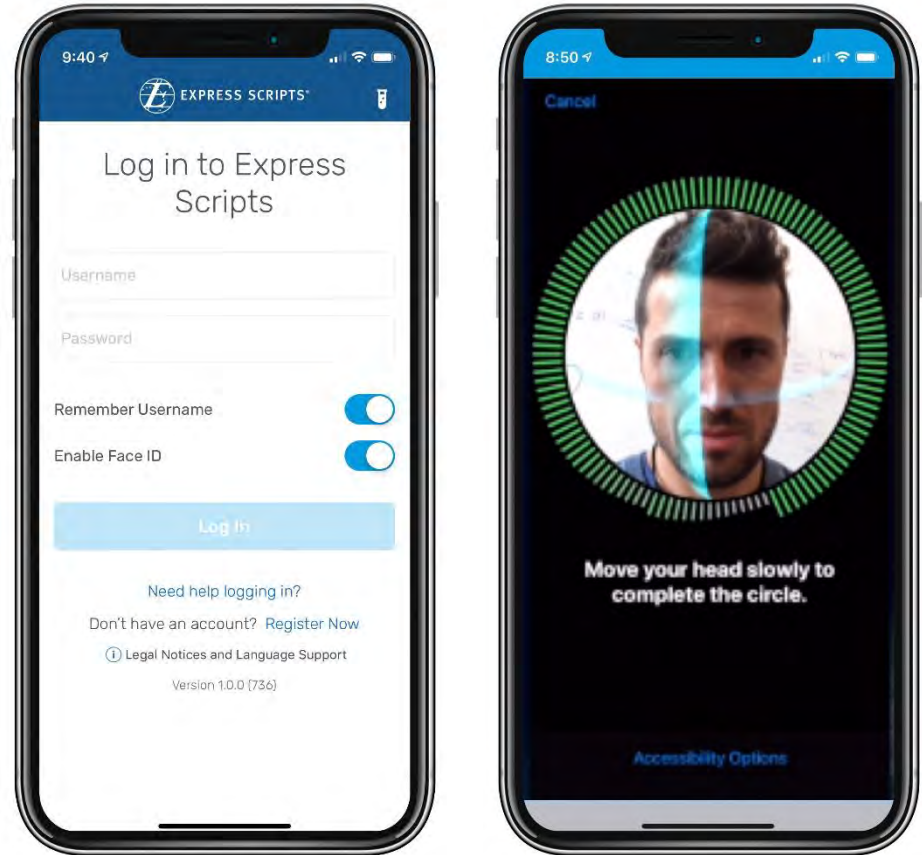 9:40
EXPRESS SCRIPTS®
Log in to Express
Scripts
Username
Password
Remember Username
Enable Face ID
Log In
Need help logging in?
Don't have an account? Register Now
Legal Notices and Language Support
Version 1.0.0 (736)
8:50
Cancel
Move your head slowly to
complete the circle.
Accessibility Options